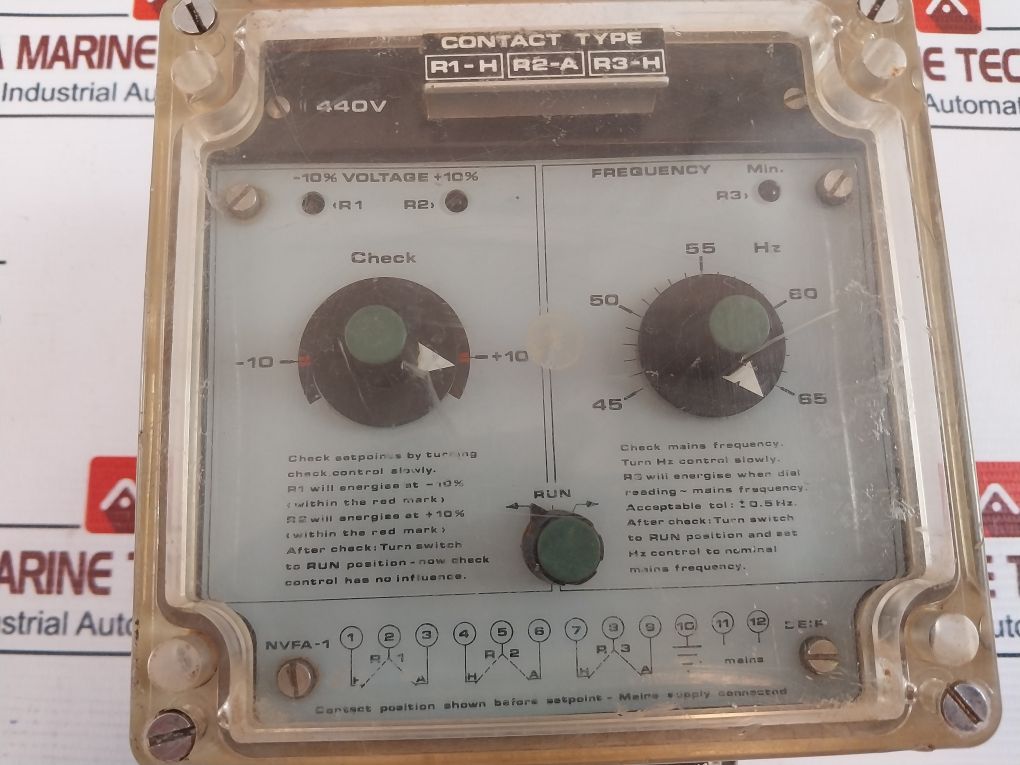 A MARINE
Industrial Au
E TEC
Automat
CONTACT TYPE
R1-H R2-A R3-H
440V
-10% VOLTAGE +10%
R1 R2
FREQUENCY Min.
R3
Check
-10 +10
Hz
45 50 55 60 65
Check setpoints by turning
check control slowly.
R1 will energise at -10%
(within the red mark)
R2 will energise at +10%
(within the red mark)
After check: Turn switch
to RUN position - now check
control has no influence.
Check mains frequency.
Turn Hz control slowly.
R3 will energise when dial
reading ~ mains frequency.
Acceptable tol: ± 0.5 Hz.
After check: Turn switch
to RUN position and set
Hz control to nominal
mains frequency.
RUN
NVFA-1 1 2 3 4 5 6 7 8 9 10 11 12 DEIF
R 1 R 2 R 3 mains
H A H A H A
Contact position shown before setpoint - Mains supply connected
ARINE
strial Auto